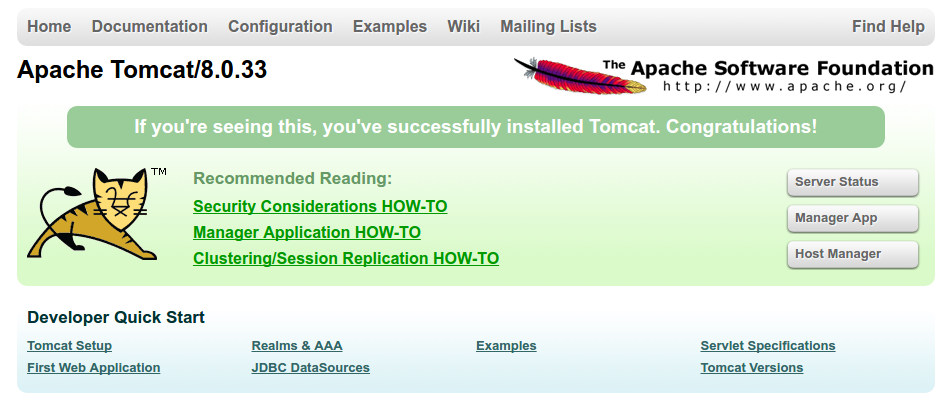 Home Documentation Configuration Examples Wiki Mailing Lists Find Help
Apache Tomcat/8.0.33
The Apache Software Foundation
http://www.apache.org/
If you're seeing this, you've successfully installed Tomcat. Congratulations!
TM
Recommended Reading:
Security Considerations HOW-TO
Manager Application HOW-TO
Clustering/Session Replication HOW-TO
Server Status
Manager App
Host Manager
Developer Quick Start
Tomcat Setup Realms & AAA Examples Servlet Specifications
First Web Application JDBC DataSources Tomcat Versions